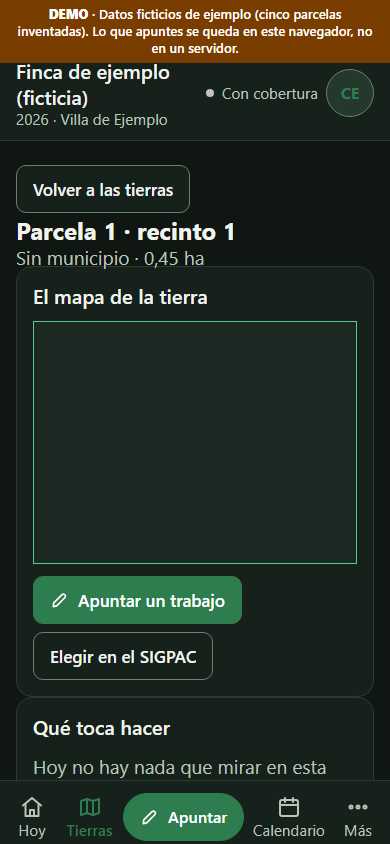 DEMO · Datos ficticios de ejemplo (cinco parcelas
inventadas). Lo que apuntes se queda en este navegador, no
en un servidor.
Finca de ejemplo
(ficticia)
2026 · Villa de Ejemplo
Con cobertura
CE
Volver a las tierras
Parcela 1 · recinto 1
Sin municipio · 0,45 ha
El mapa de la tierra
Apuntar un trabajo
Elegir en el SIGPAC
Qué toca hacer
Hoy no hay nada que mirar en esta
Hoy
Tierras
Apuntar
Calendario
Más